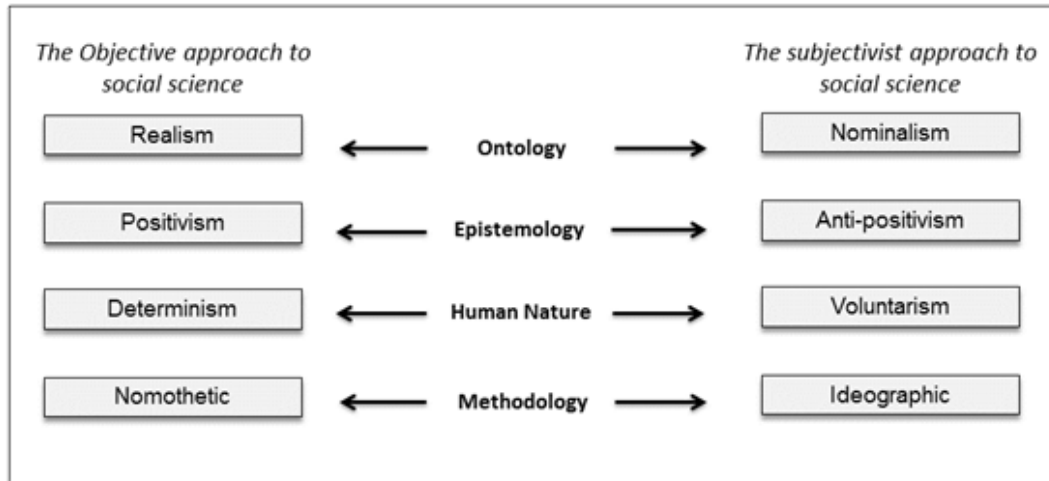 The Objective approach to
social science
The subjectivist approach to
social science
Realism
Ontology
Nominalism
Positivism
Epistemology
Anti-positivism
Determinism
Human Nature
Voluntarism
Nomothetic
Methodology
Ideographic